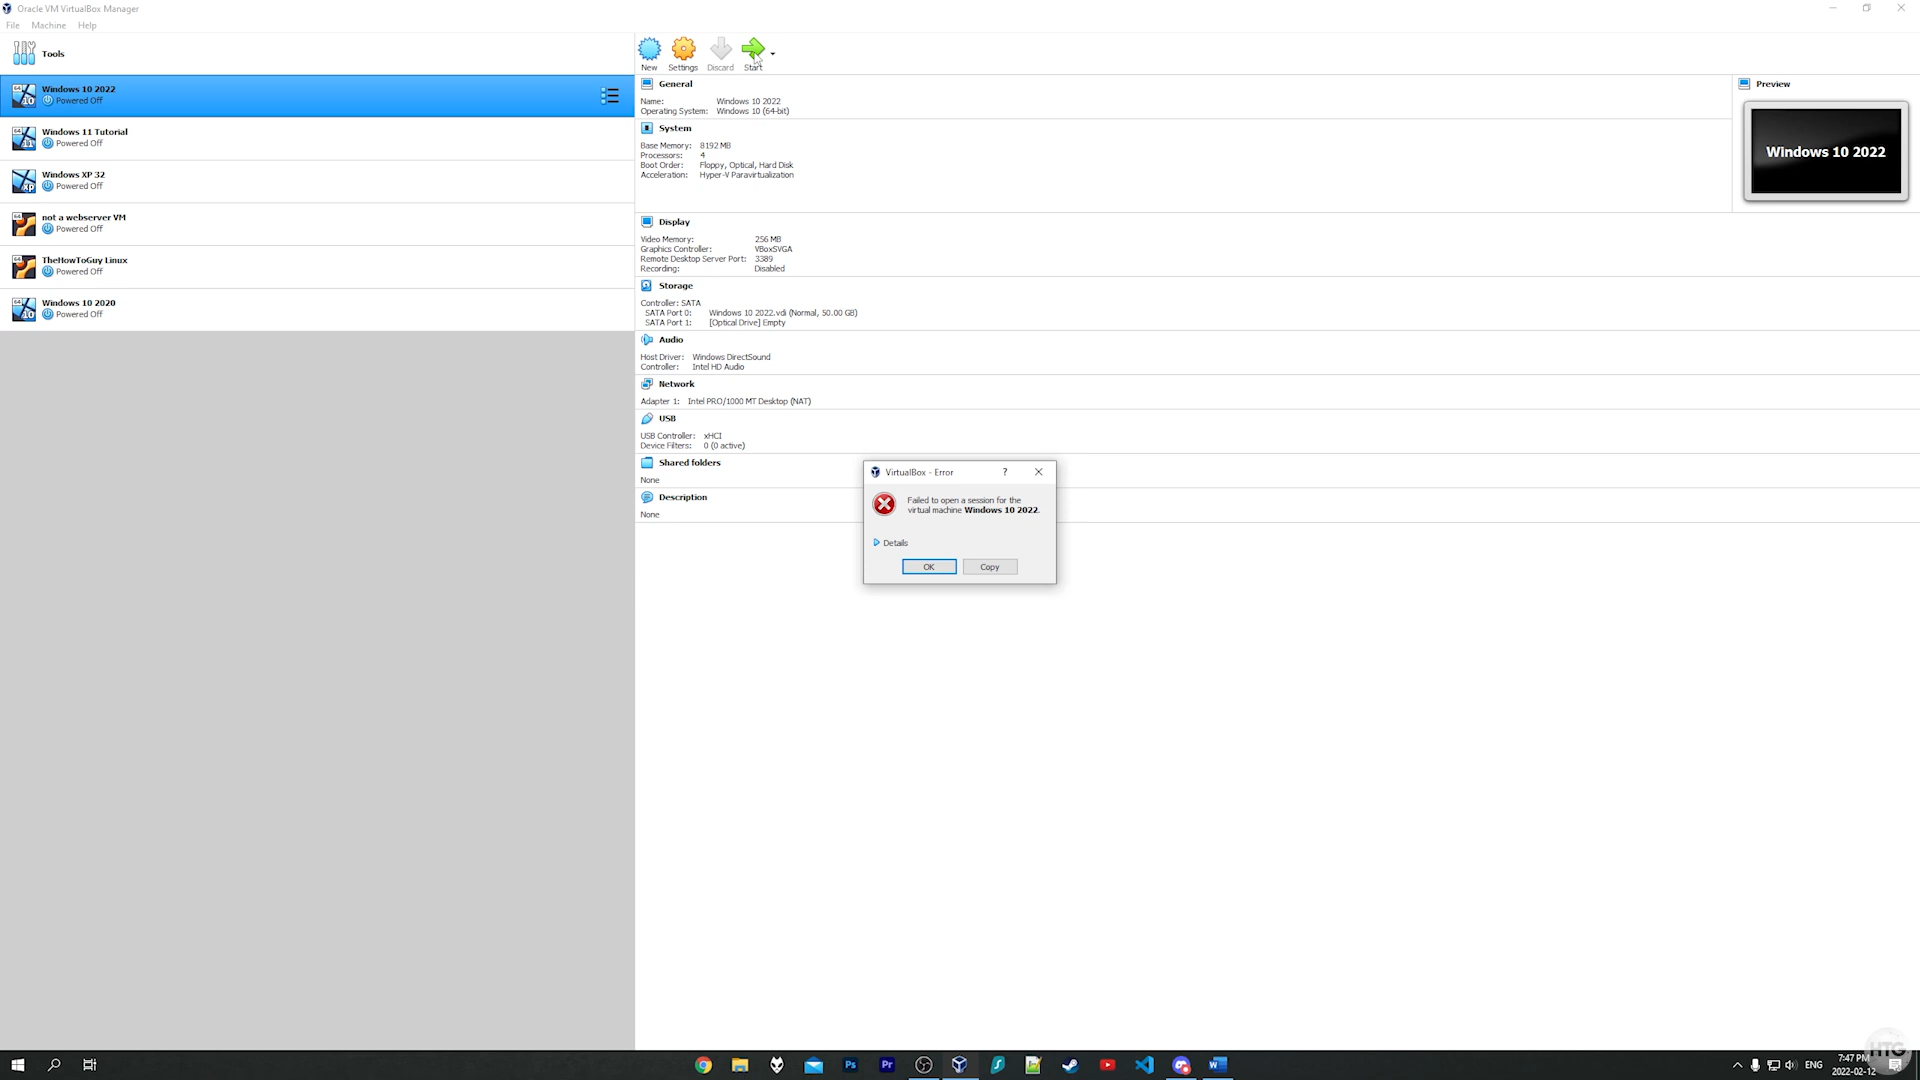 Oracle VM VirtualBox Manager
File Machine Help
Tools
Windows 10 2022
Powered Off
Windows 11 Tutorial
Powered Off
Windows XP 32
Powered Off
not a webserver VM
Powered Off
TheHowToGuy Linux
Powered Off
Windows 10 2020
Powered Off
New Settings Discard Start
General
Name: Windows 10 2022
Operating System: Windows 10 (64-bit)
System
Base Memory: 8192 MB
Processors: 4
Boot Order: Floppy, Optical, Hard Disk
Acceleration: Hyper-V Paravirtualization
Preview
Windows 10 2022
Display
Video Memory: 256 MB
Graphics Controller: VBoxSVGA
Remote Desktop Server Port: 3389
Recording: Disabled
Storage
Controller: SATA
SATA Port 0: Windows 10 2022.vdi (Normal, 50.00 GB)
SATA Port 1: [Optical Drive] Empty
Audio
Host Driver: Windows DirectSound
Controller: Intel HD Audio
Network
Adapter 1: Intel PRO/1000 MT Desktop (NAT)
USB
USB Controller: xHCI
Device Filters: 0 (0 active)
Shared folders
None
Description
None
VirtualBox - Error
?
Failed to open a session for the
virtual machine Windows 10 2022.
Details
OK Copy
Ps Pr
ENG
7:47 PM
2022-02-12
HTG